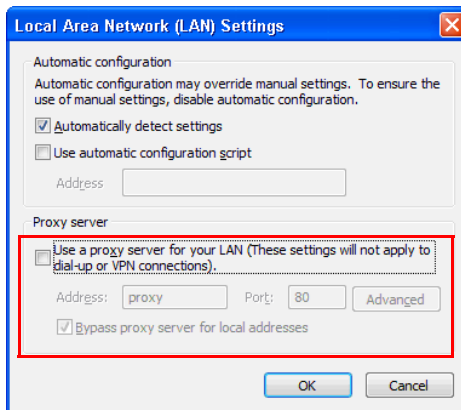 Local Area Network (LAN) Settings
Automatic configuration
Automatic configuration may override manual settings. To ensure the
use of manual settings, disable automatic configuration.
Automatically detect settings
Use automatic configuration script
Address
Proxy server
Use a proxy server for your LAN (These settings will not apply to
dial-up or VPN connections).
Address: proxy Port: 80 Advanced
Bypass proxy server for local addresses
OK Cancel